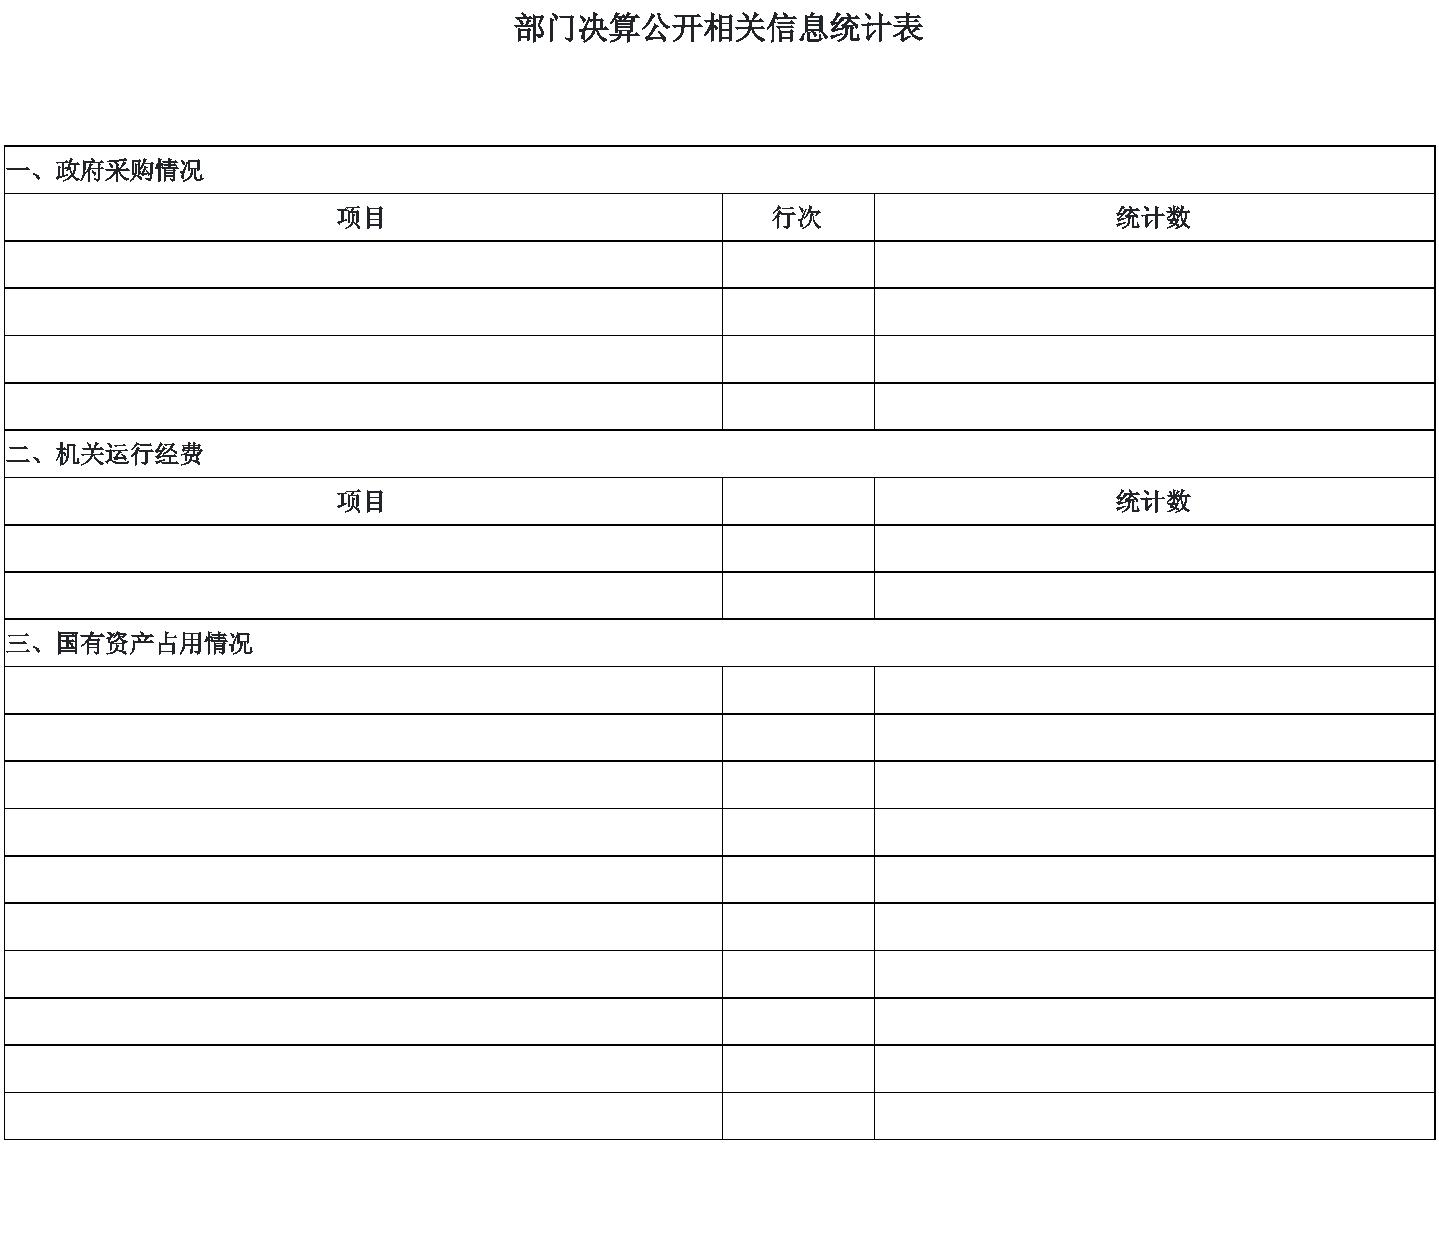 部门决算公开相关信息统计表
一、政府采购情况
项目 行次 统计数
二、机关运行经费
项目 统计数
三、国有资产占用情况